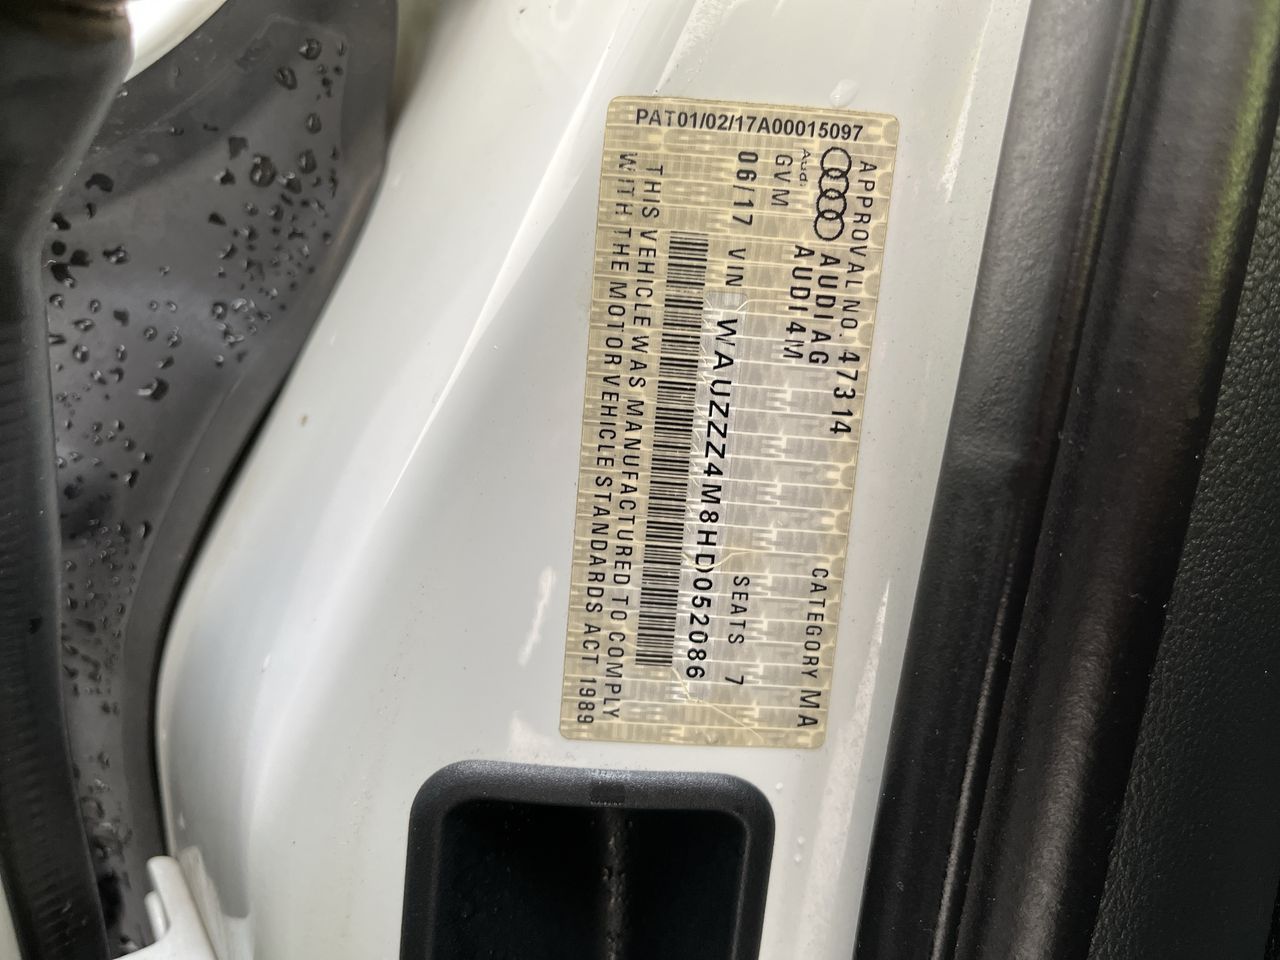 PAT01/02/17A00015097
APPROVAL NO. 47314 CATEGORY MA
AUDI AG
Audi AUDI 4M
GVM
06/17 VIN WAUZZZ4M8HD052086 SEATS 7
THIS VEHICLE WAS MANUFACTURED TO COMPLY
WITH THE MOTOR VEHICLE STANDARDS ACT 1989